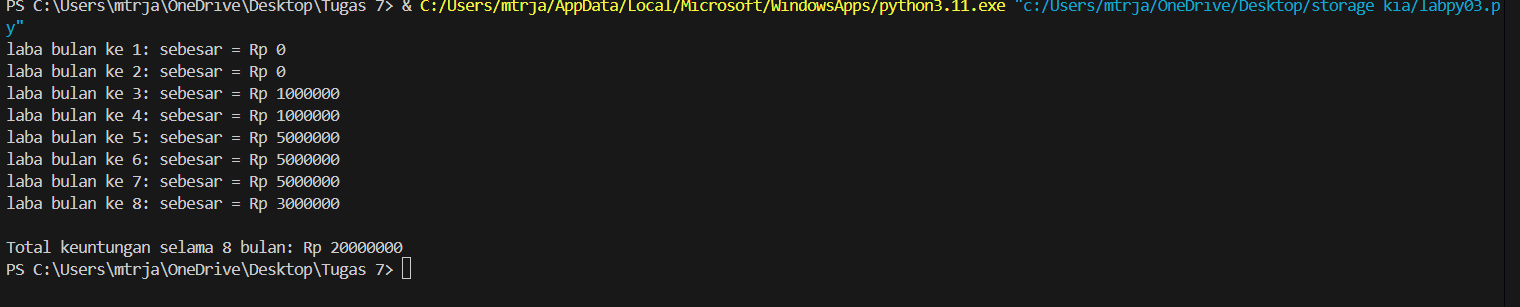 PS C:\Users\mtrja\OneDrive\Desktop\Tugas 7> & C:/Users/mtrja/AppData/Local/Microsoft/WindowsApps/python3.11.exe "c:/Users/mtrja/OneDrive/Desktop/storage kia/labpy03.p
y"
laba bulan ke 1: sebesar = Rp 0
laba bulan ke 2: sebesar = Rp 0
laba bulan ke 3: sebesar = Rp 1000000
laba bulan ke 4: sebesar = Rp 1000000
laba bulan ke 5: sebesar = Rp 5000000
laba bulan ke 6: sebesar = Rp 5000000
laba bulan ke 7: sebesar = Rp 5000000
laba bulan ke 8: sebesar = Rp 3000000
Total keuntungan selama 8 bulan: Rp 20000000
PS C:\Users\mtrja\OneDrive\Desktop\Tugas 7>